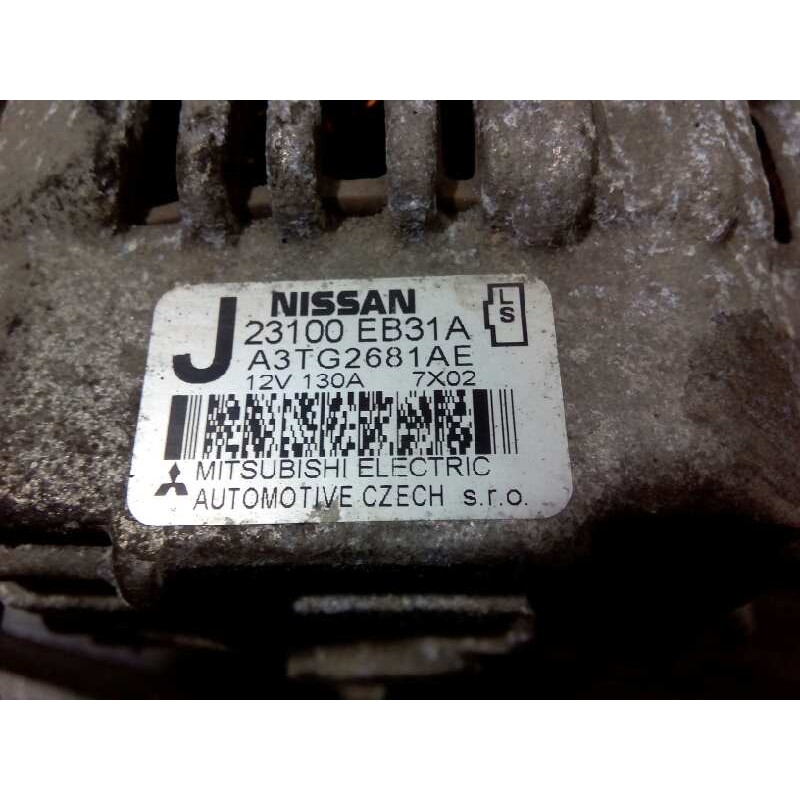 J NISSAN L
23100 EB31A S
A3TG2681AE
12V 130A 7X02
MITSUBISHI ELECTRIC
AUTOMOTIVE CZECH s.r.o.